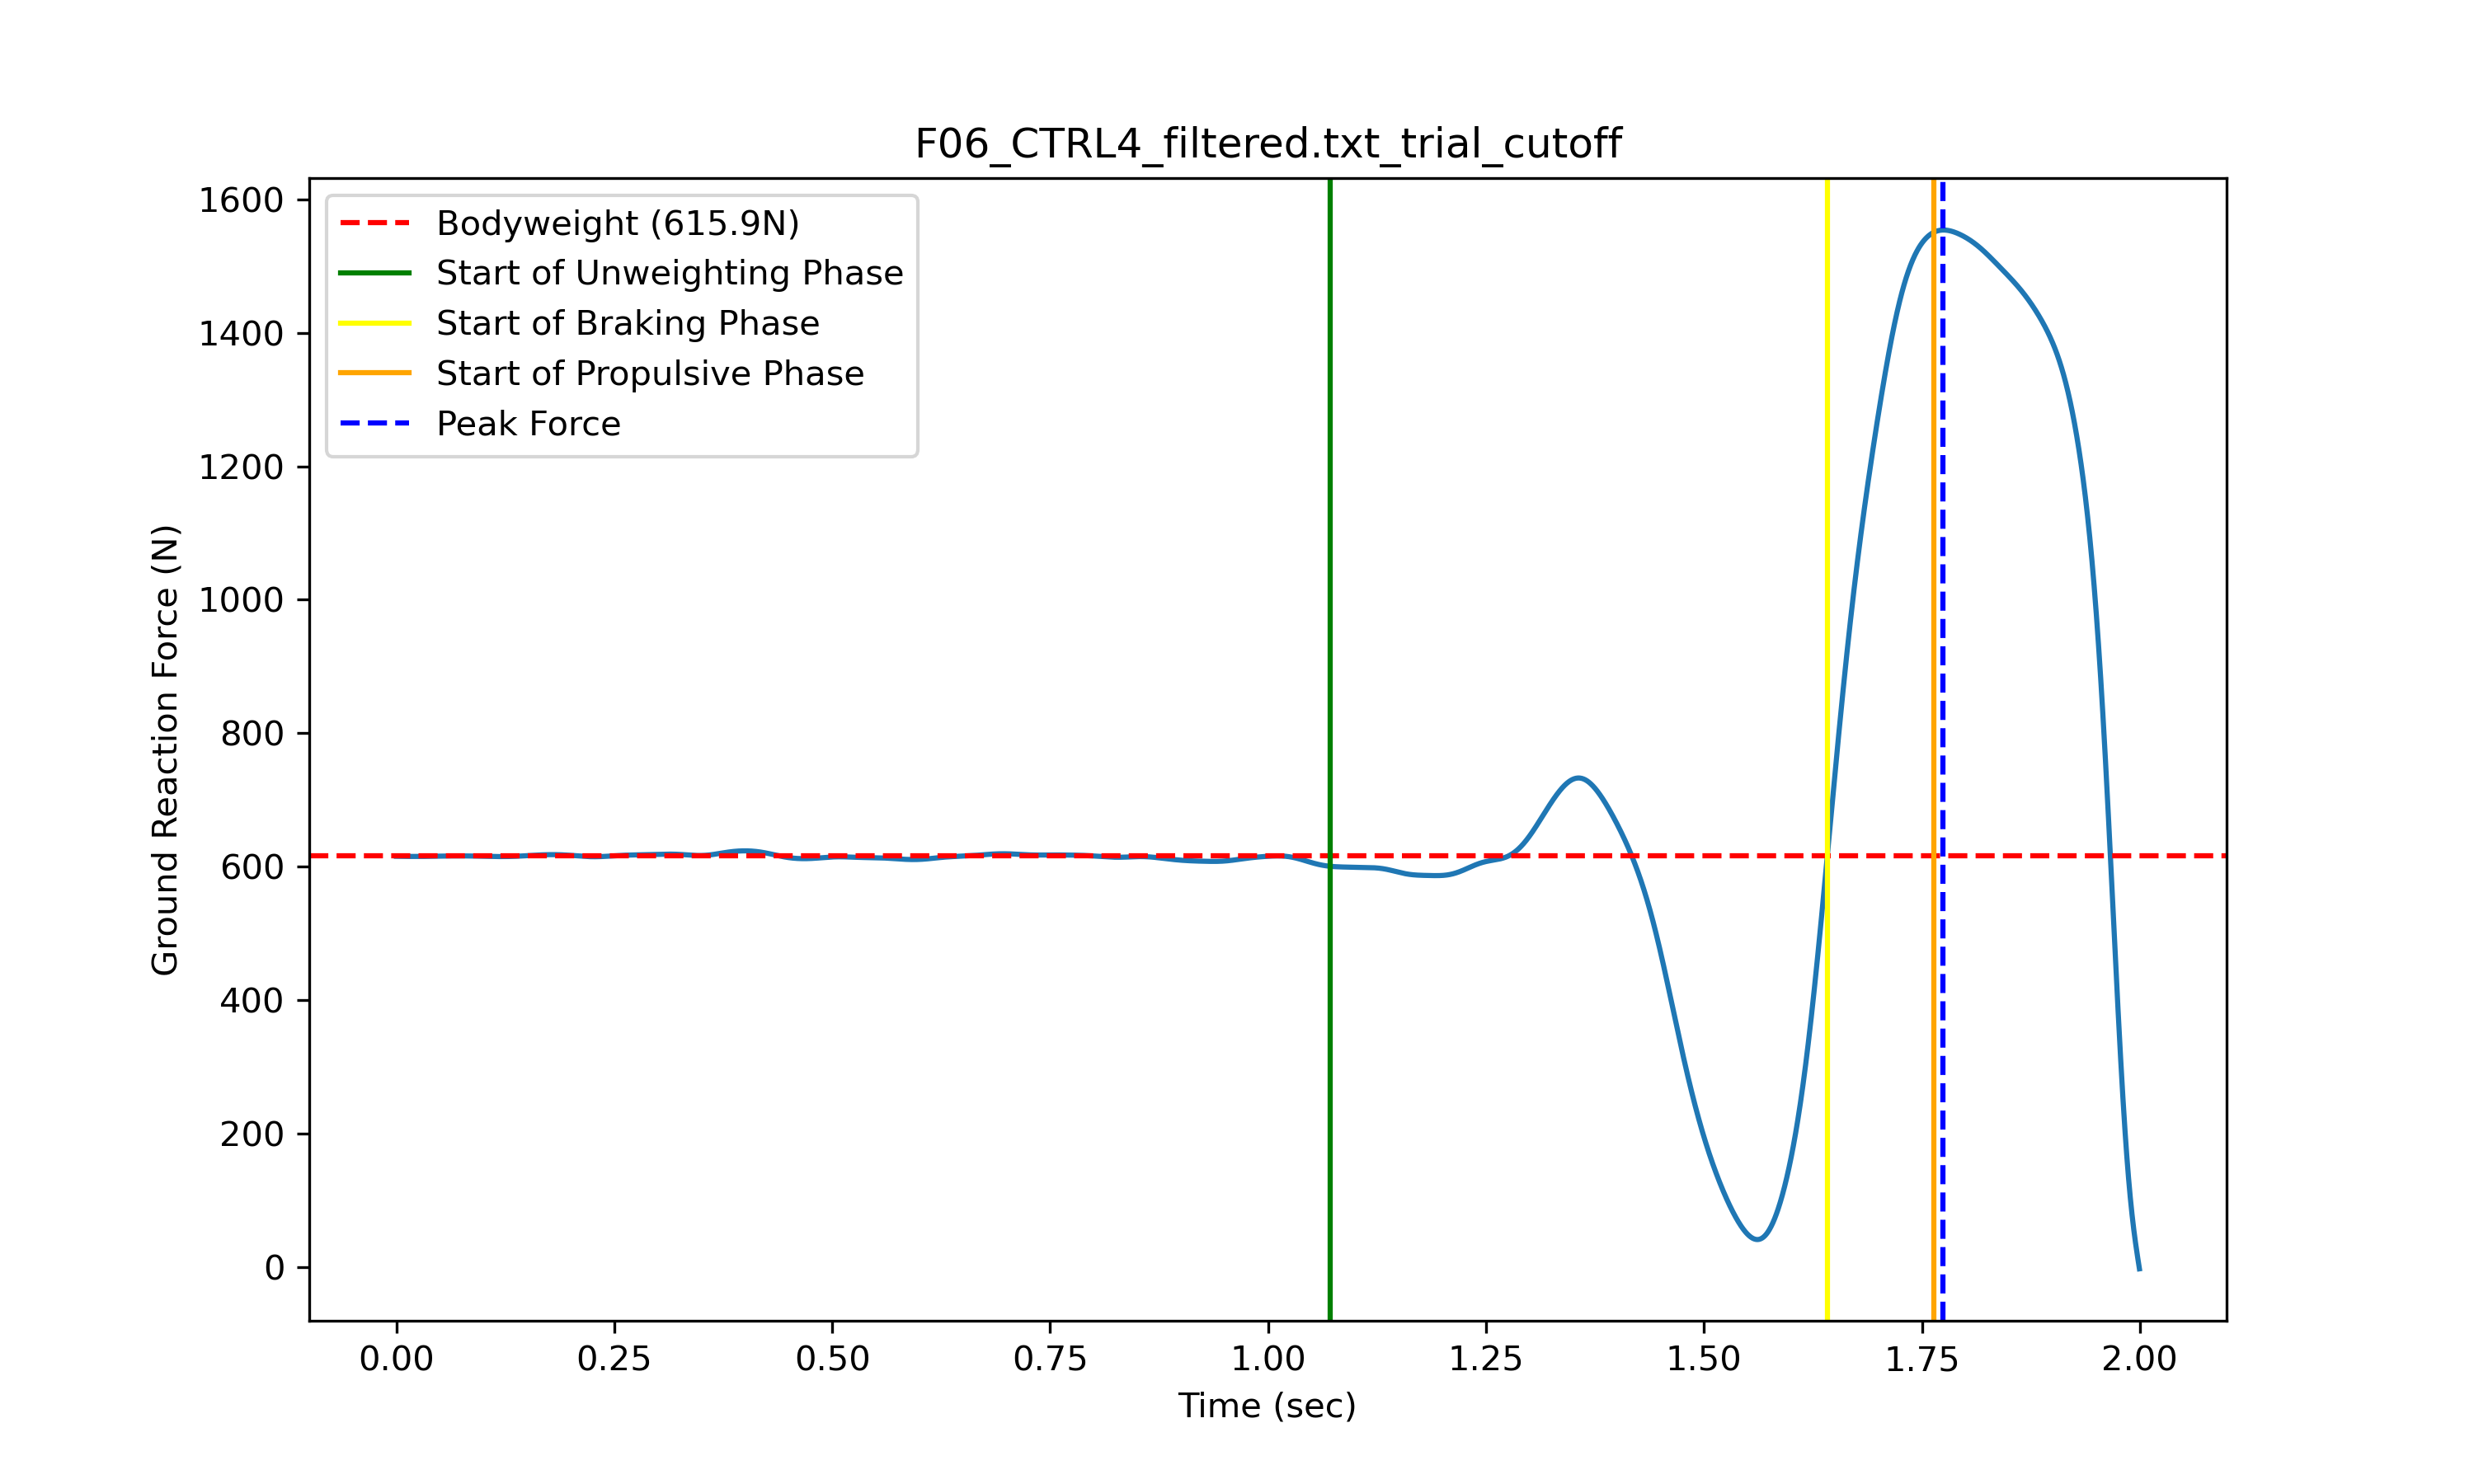 F06_CTRL4_filtered.txt_trial_cutoff
Bodyweight (615.9N)
Start of Unweighting Phase
Start of Braking Phase
Start of Propulsive Phase
Peak Force
Ground Reaction Force (N)
1600
1400
1200
1000
800
600
400
200
0
0.00 0.25 0.50 0.75 1.00 1.25 1.50 1.75 2.00
Time (sec)